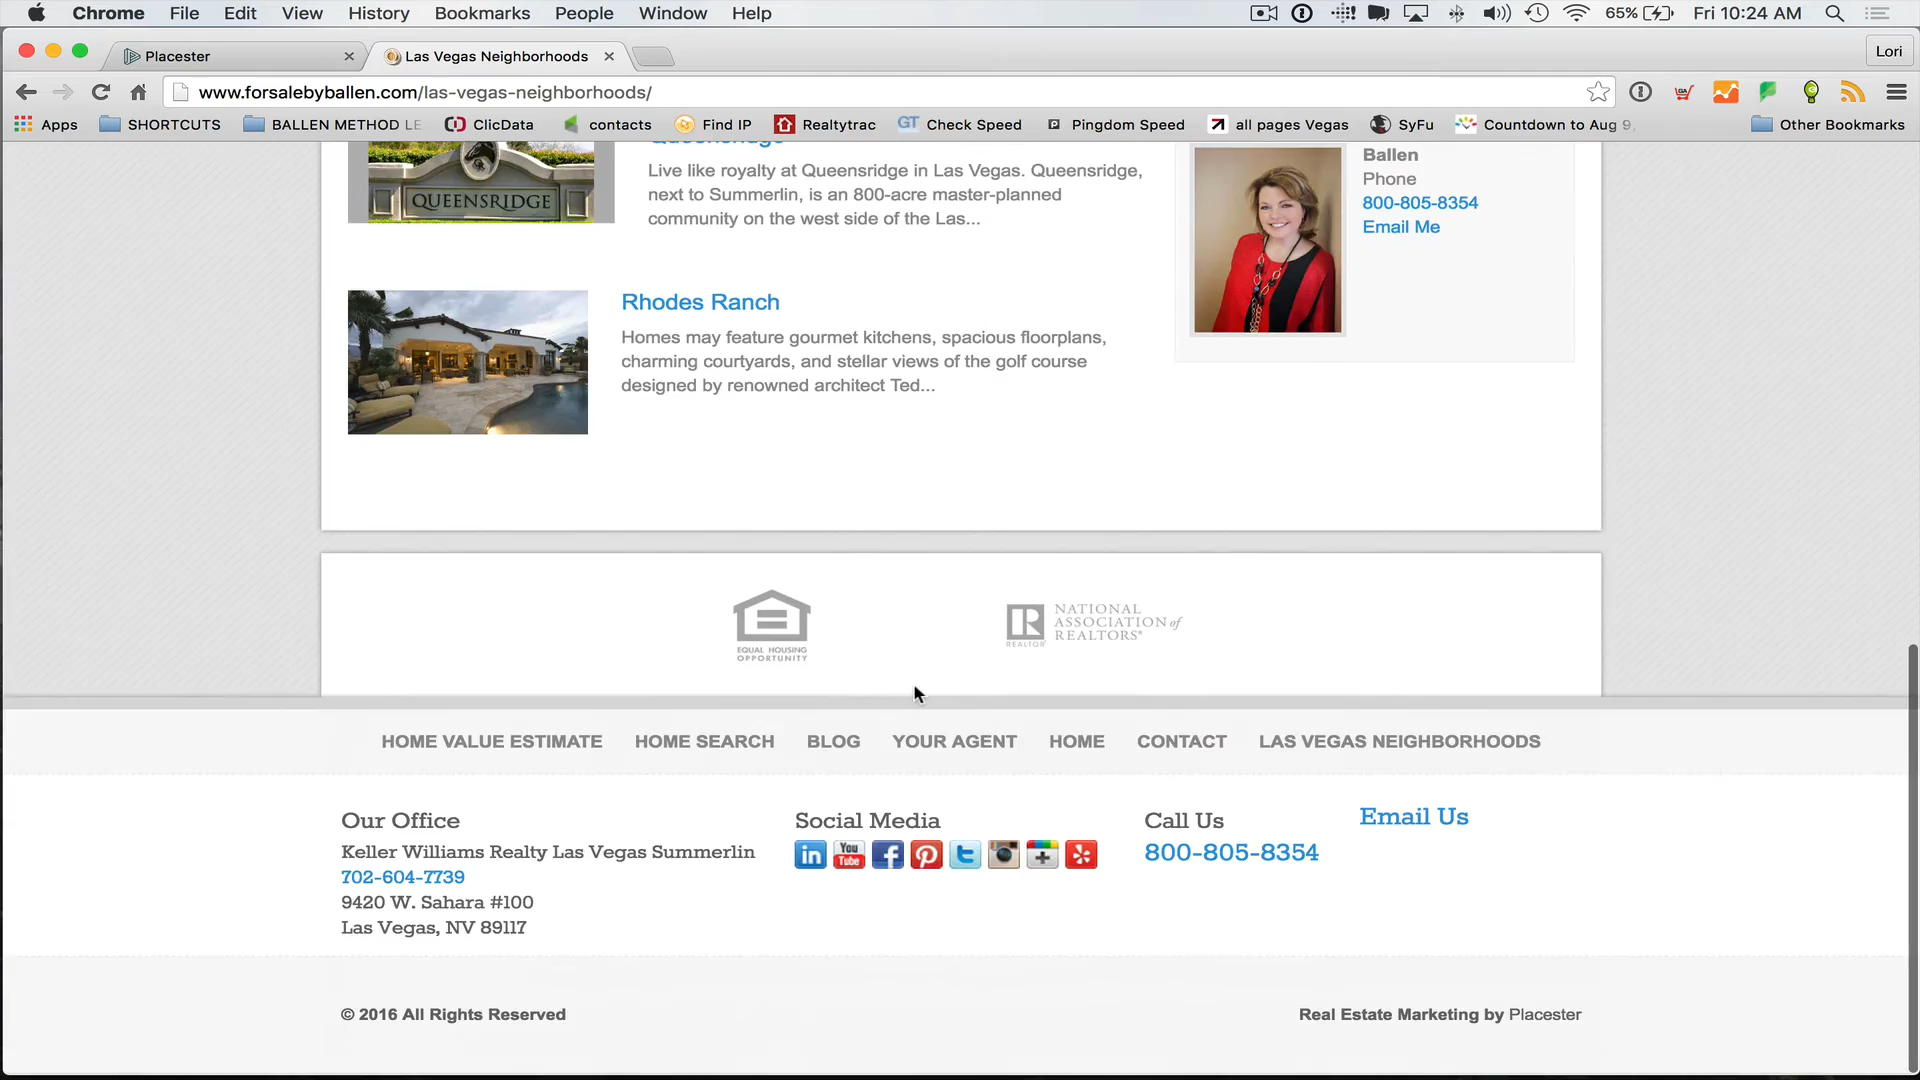 Chrome File Edit View History Bookmarks People Window Help 65% Fri 10:24 AM
Placester Las Vegas Neighborhoods Lori
www.forsalebyballen.com/las-vegas-neighborhoods/
Apps SHORTCUTS BALLEN METHOD LE ClicData contacts Find IP Realtytrac GT Check Speed Pingdom Speed all pages Vegas SyFu Countdown to Aug 9, Other Bookmarks
Queensridge
QUEENSRIDGE
Live like royalty at Queensridge in Las Vegas. Queensridge,
next to Summerlin, is an 800-acre master-planned
community on the west side of the Las...
Ballen
Phone
800-805-8354
Email Me
Rhodes Ranch
Homes may feature gourmet kitchens, spacious floorplans,
charming courtyards, and stellar views of the golf course
designed by renowned architect Ted...
EQUAL HOUSING
OPPORTUNITY
REALTOR®
NATIONAL
ASSOCIATION of
REALTORS®
HOME VALUE ESTIMATE HOME SEARCH BLOG YOUR AGENT HOME CONTACT LAS VEGAS NEIGHBORHOODS
Our Office
Keller Williams Realty Las Vegas Summerlin
702-604-7739
9420 W. Sahara #100
Las Vegas, NV 89117
Social Media
in You Tube f
Call Us
800-805-8354
Email Us
© 2016 All Rights Reserved
Real Estate Marketing by Placester